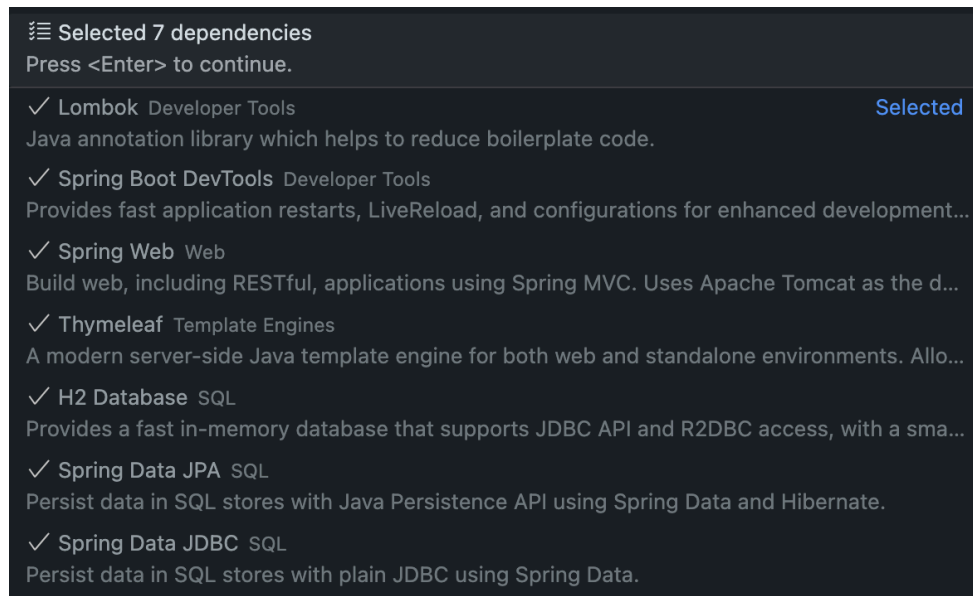 Selected 7 dependencies
Press <Enter> to continue.
Lombok Developer Tools Selected
Java annotation library which helps to reduce boilerplate code.
Spring Boot DevTools Developer Tools
Provides fast application restarts, LiveReload, and configurations for enhanced development...
Spring Web Web
Build web, including RESTful, applications using Spring MVC. Uses Apache Tomcat as the d...
Thymeleaf Template Engines
A modern server-side Java template engine for both web and standalone environments. Allo...
H2 Database SQL
Provides a fast in-memory database that supports JDBC API and R2DBC access, with a sma...
Spring Data JPA SQL
Persist data in SQL stores with Java Persistence API using Spring Data and Hibernate.
Spring Data JDBC SQL
Persist data in SQL stores with plain JDBC using Spring Data.